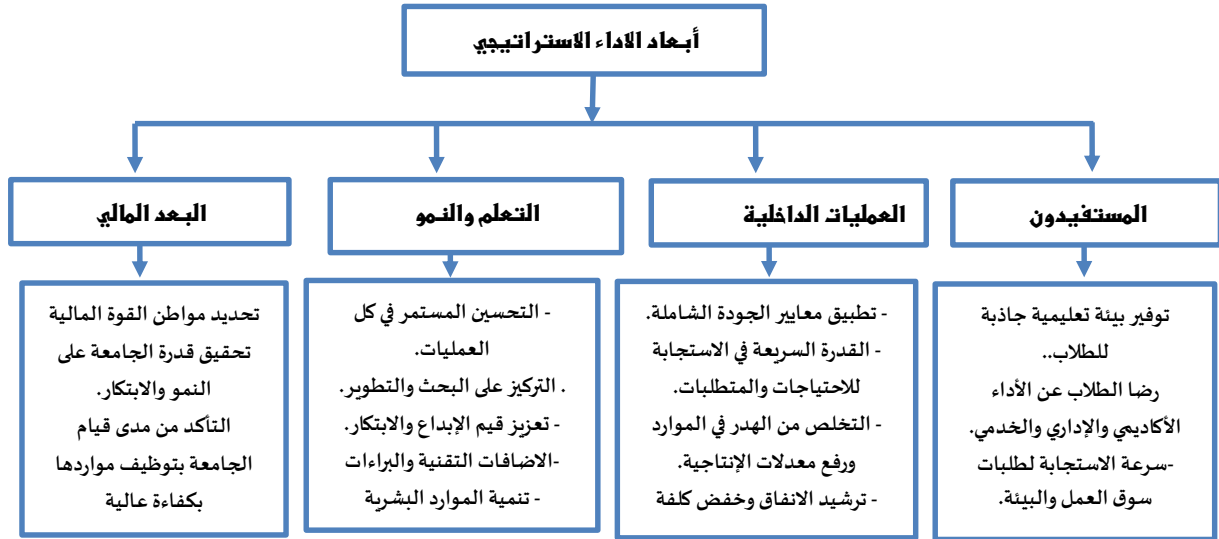 أبعاد الاداء الاستراتيجي
المستفيدون
العمليات الداخلية
التعلم والنمو
البعد المالي
توفير بيئة تعليمية جاذبة
للطلاب..
رضا الطلاب عن الأداء
الأكاديمي والإداري والخدمي.
-سرعة الاستجابة لطلبات
سوق العمل والبيئة.
- تطبيق معايير الجودة الشاملة.
- القدرة السريعة في الاستجابة
للاحتياجات والمتطلبات.
- التخلص من الهدر في الموارد
ورفع معدلات الإنتاجية.
- ترشيد الانفاق وخفض كلفة
- التحسين المستمر في كل
العمليات.
. التركيز على البحث والتطوير.
- تعزيز قيم الإبداع والابتكار.
-الاضافات التقنية والبراءات
- تنمية الموارد البشرية
تحديد مواطن القوة المالية
تحقيق قدرة الجامعة على
النمو والابتكار.
التأكد من مدى قيام
الجامعة بتوظيف مواردها
بكفاءة عالية